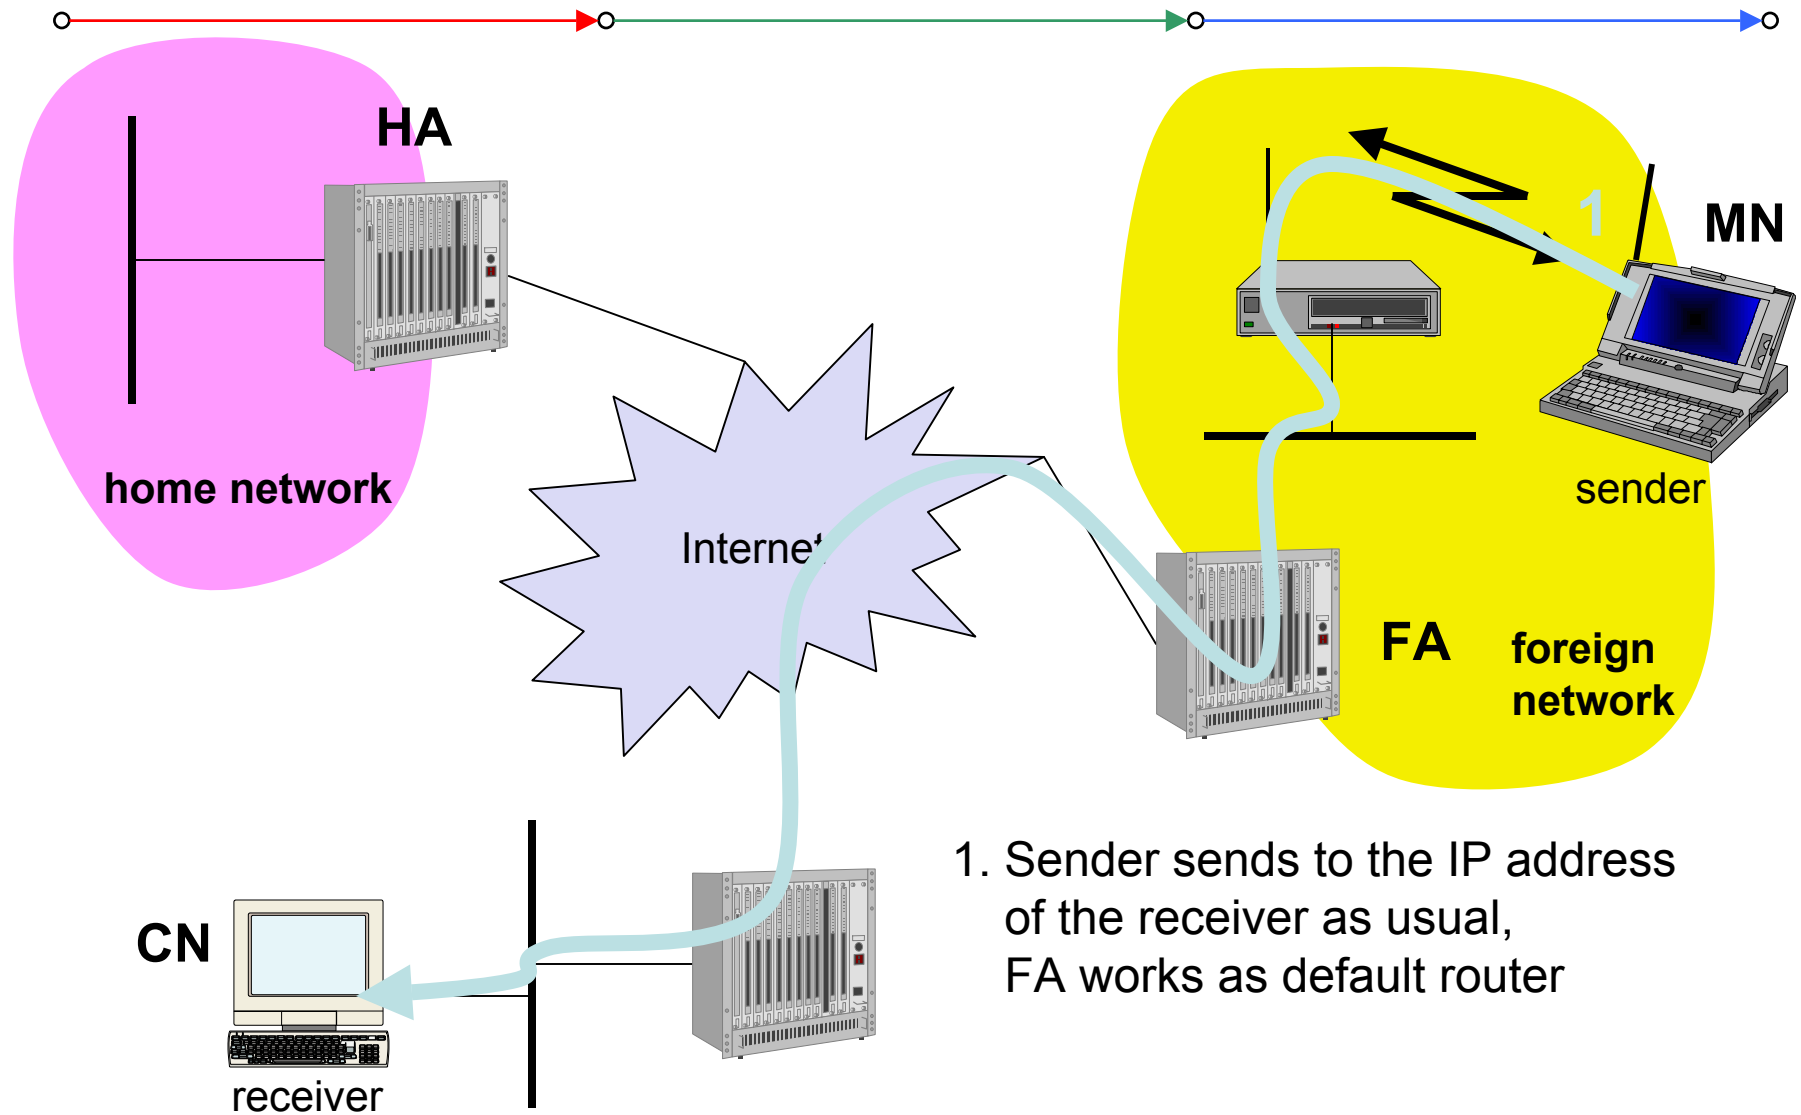 HA
1
MN
home network
sender
Internet
FA
foreign
network
1. Sender sends to the IP address
of the receiver as usual,
FA works as default router
CN
receiver